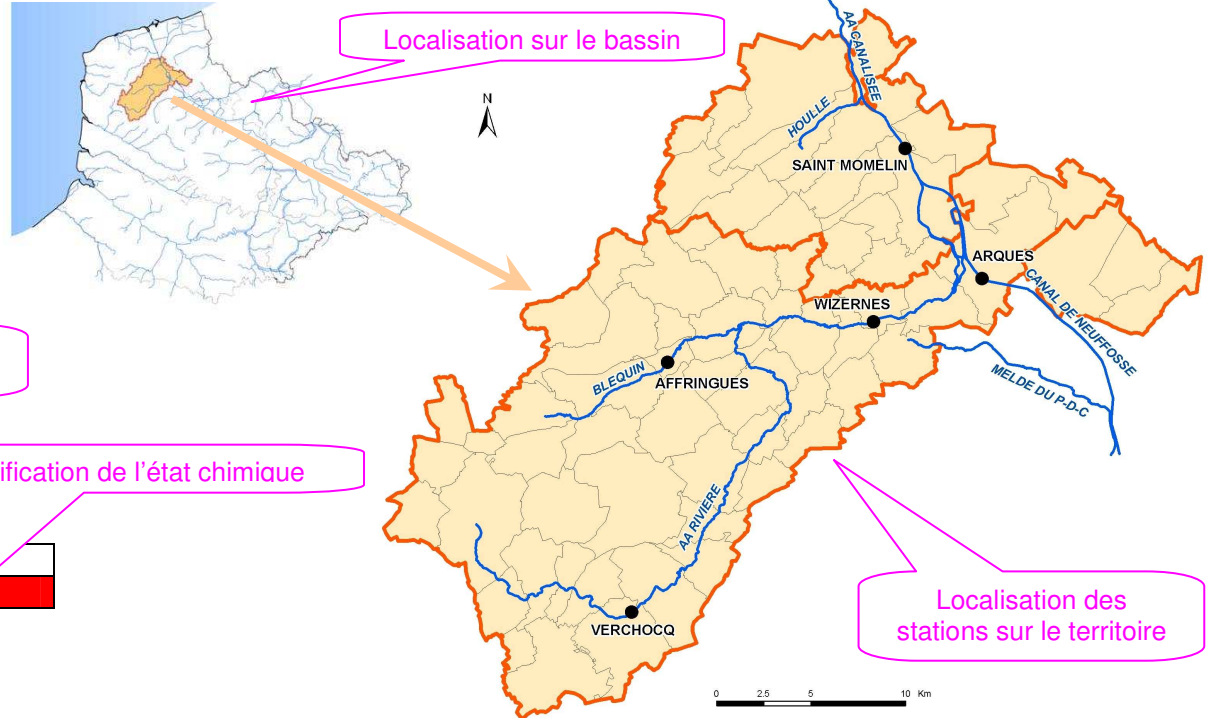 Localisation sur le bassin
N
AA CANALISEE
HOULLE
SAINT MOMELIN
ARQUES
CANAL DE NEUFFOSSE
WIZERNES
MELDE DU P-D-C
BLEQUIN
AFFRINGUES
ification de l'état chimique
AA RIVIERE
VERCHOCQ
Localisation des
stations sur le territoire
0 2.5 5 10 Km